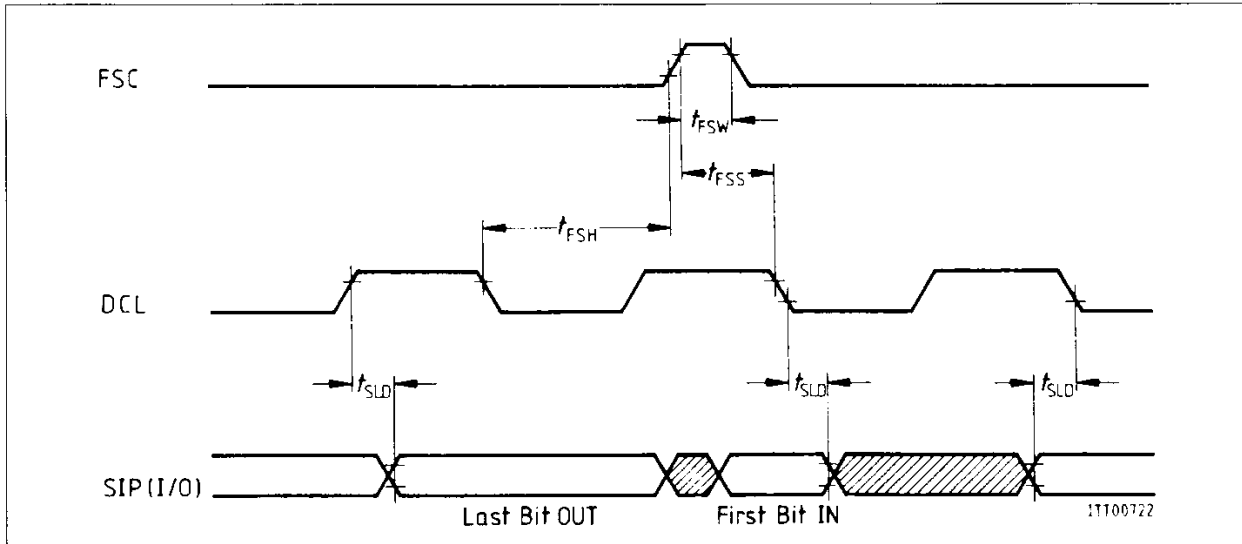 FSC
tFSW
tFSS
tFSH
DCL
tSLD tSLD tSLD
SIP(I/O)
Last Bit OUT First Bit IN
ITT00722